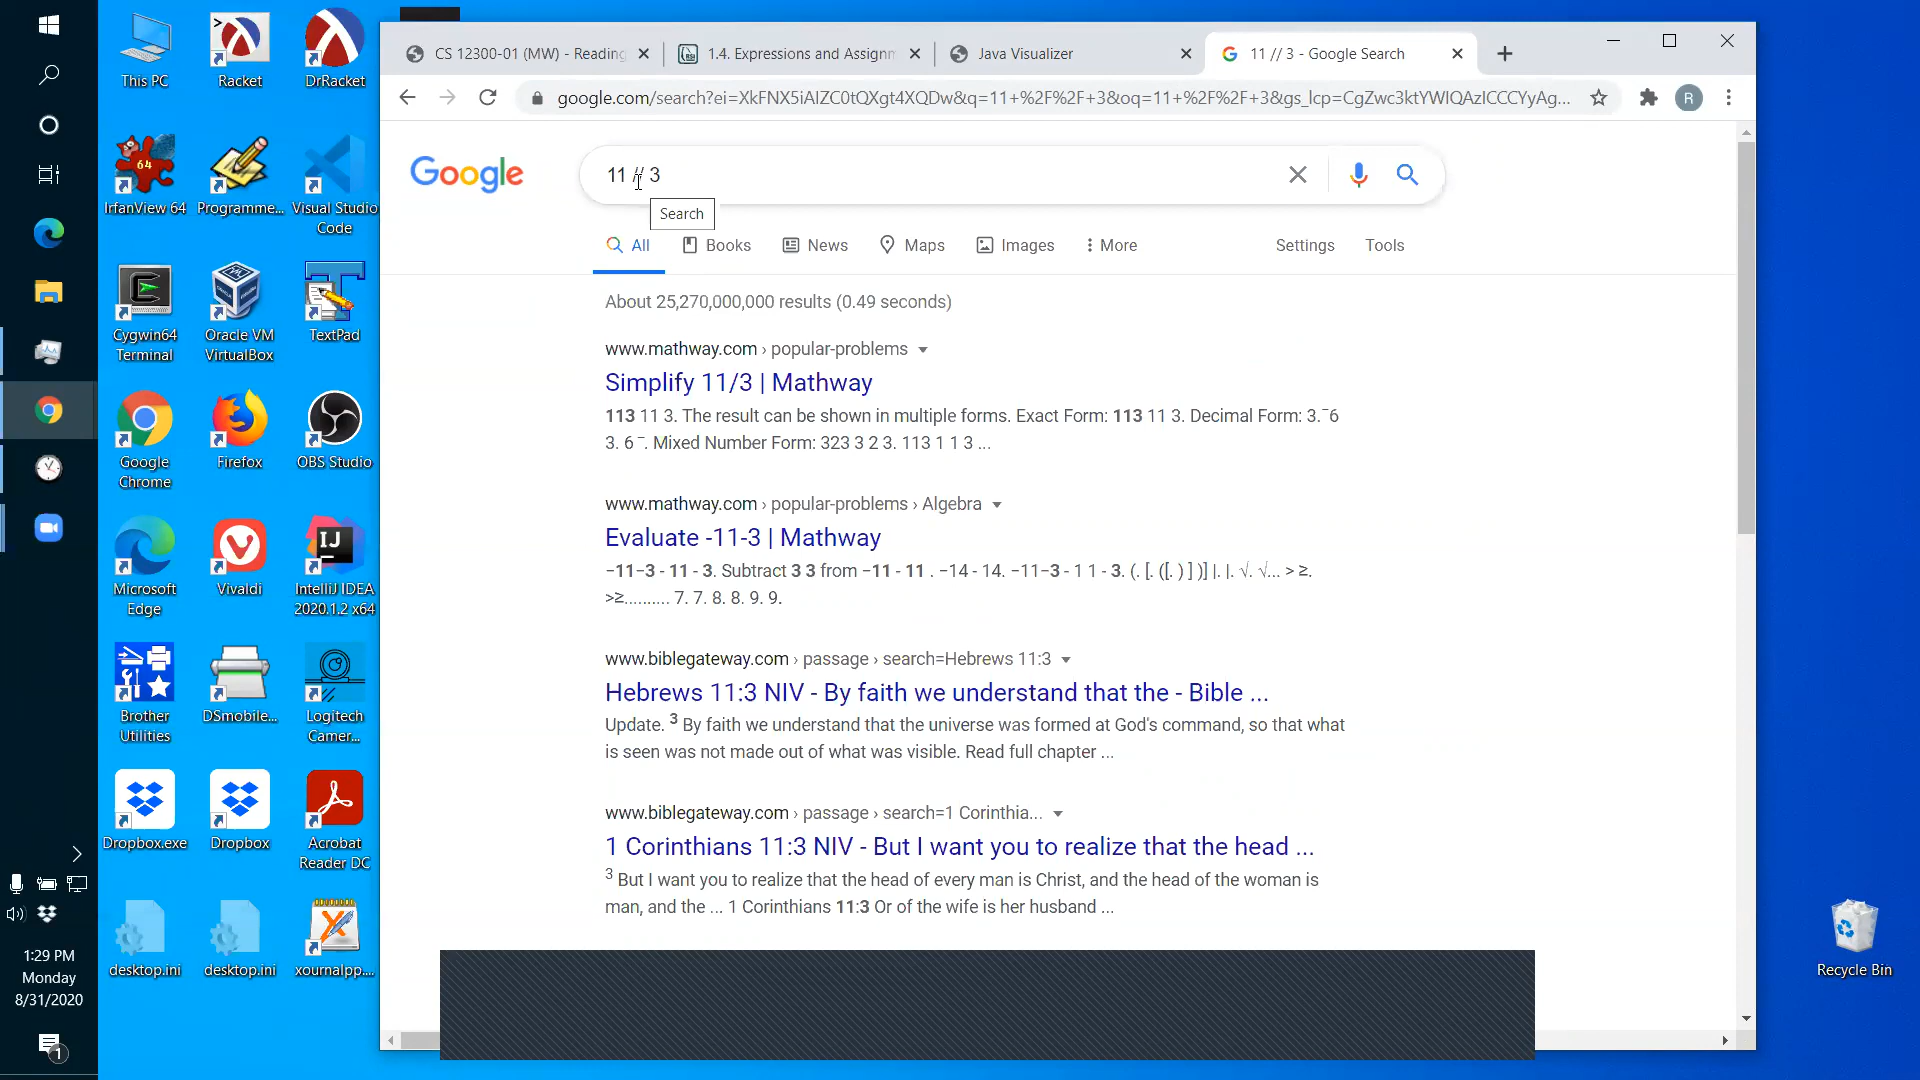 This PC
Racket
DrRacket
IrfanView 64
Programme...
Visual Studio
Code
Cygwin64
Terminal
Oracle VM
VirtualBox
TextPad
Google
Chrome
Firefox
OBS Studio
Microsoft
Edge
Vivaldi
IntelliJ IDEA
2020.1.2 x64
Brother
Utilities
DSmobile...
Logitech
Camer...
Dropbox.exe
Dropbox
Acrobat
Reader DC
desktop.ini
desktop.ini
xournalpp....
1:29 PM
Monday
8/31/2020
1
64
IJ
CS 12300-01 (MW) - Reading
1.4. Expressions and Assignm
Java Visualizer
11 // 3 - Google Search
google.com/search?ei=XkFNX5iAIZC0tQXgt4XQDw&q=11+%2F%2F+3&oq=11+%2F%2F+3&gs_lcp=CgZwc3ktYWIQAzICCCYyAg...
R
Google
11 // 3
Search
All
Books
News
Maps
Images
More
Settings
Tools
About 25,270,000,000 results (0.49 seconds)
www.mathway.com › popular-problems
Simplify 11/3 | Mathway
113 11 3. The result can be shown in multiple forms. Exact Form: 113 11 3. Decimal Form: 3.¯6
3. 6 ¯. Mixed Number Form: 323 3 2 3. 113 1 1 3 ...
www.mathway.com › popular-problems › Algebra
Evaluate -11-3 | Mathway
−11−3 - 11 - 3. Subtract 3 3 from −11 - 11 . −14 - 14. −11−3 - 1 1 - 3. (. [. ([. ) ] )] |. |. √. √... > ≥.
>≥.......... 7. 7. 8. 8. 9. 9.
www.biblegateway.com › passage › search=Hebrews 11:3
Hebrews 11:3 NIV - By faith we understand that the - Bible ...
Update. 3 By faith we understand that the universe was formed at God's command, so that what
is seen was not made out of what was visible. Read full chapter ...
www.biblegateway.com › passage › search=1 Corinthia...
1 Corinthians 11:3 NIV - But I want you to realize that the head ...
3 But I want you to realize that the head of every man is Christ, and the head of the woman is
man, and the ... 1 Corinthians 11:3 Or of the wife is her husband ...
Recycle Bin